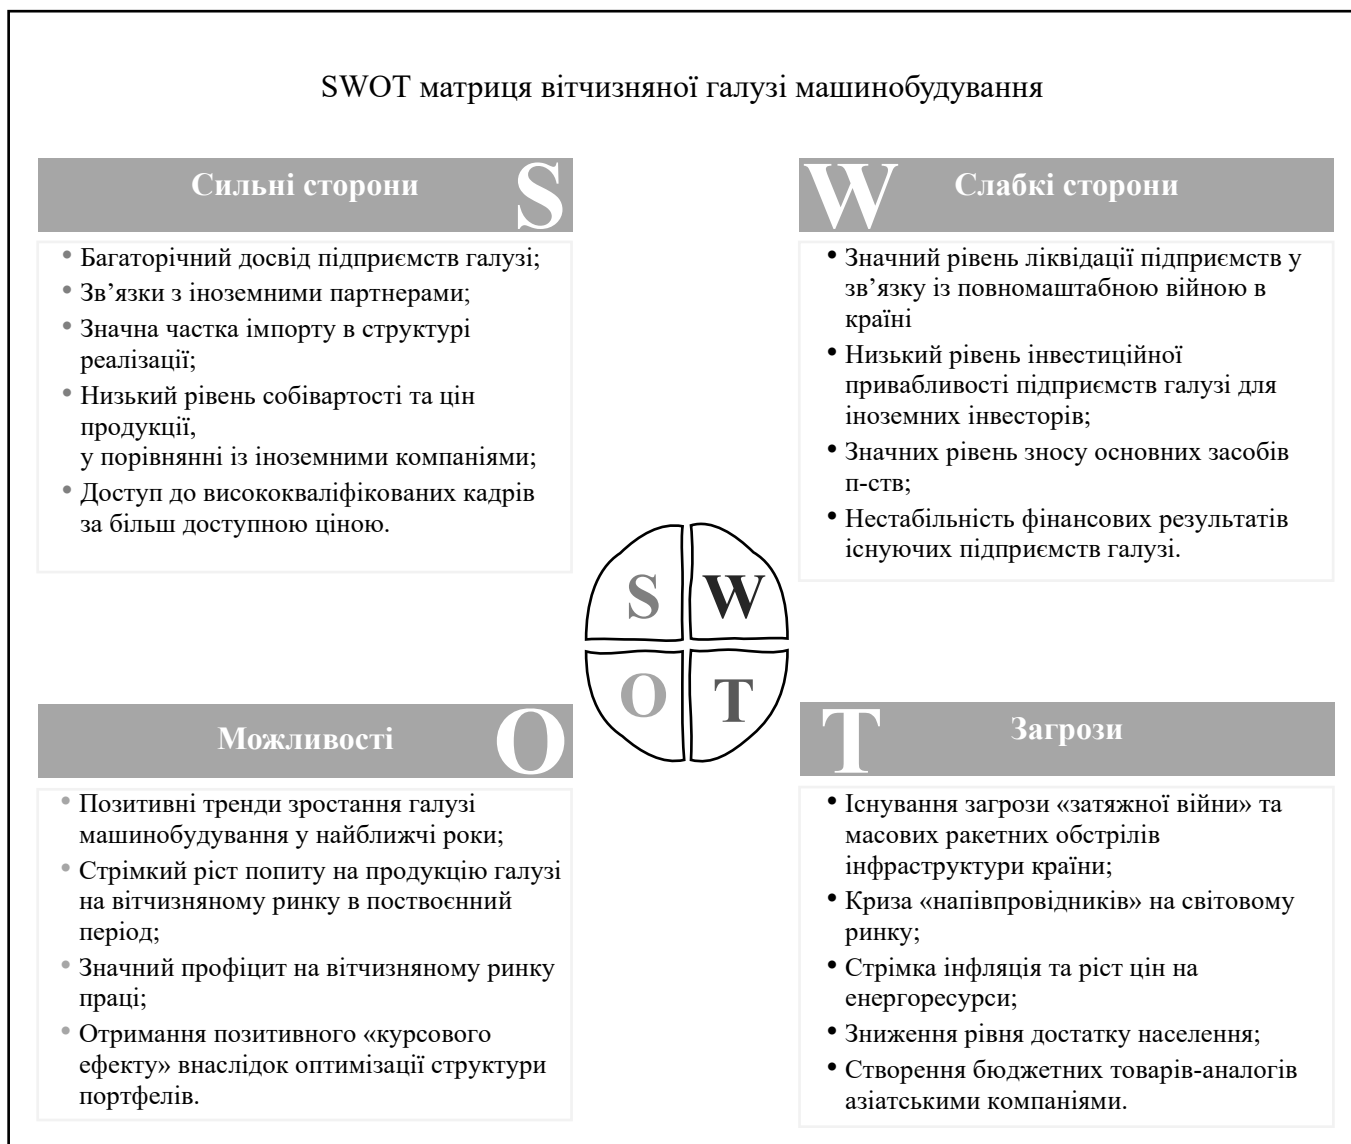 SWOT матриця вітчизняної галузі машинобудування
Сильні сторони S
• Багаторічний досвід підприємств галузі;
• Зв’язки з іноземними партнерами;
• Значна частка імпорту в структурі
реалізації;
• Низький рівень собівартості та цін
продукції,
у порівнянні із іноземними компаніями;
• Доступ до висококваліфікованих кадрів
за більш доступною ціною.
W Слабкі сторони
• Значний рівень ліквідації підприємств у
зв’язку із повномаштабною війною в
країні
• Низький рівень інвестиційної
привабливості підприємств галузі для
іноземних інвесторів;
• Значних рівень зносу основних засобів
п-ств;
• Нестабільність фінансових результатів
існуючих підприємств галузі.
S W
O T
Можливості O
• Позитивні тренди зростання галузі
машинобудування у найближчі роки;
• Стрімкий ріст попиту на продукцію галузі
на вітчизняному ринку в поствоєнний
період;
• Значний профіцит на вітчизняному ринку
праці;
• Отримання позитивного «курсового
ефекту» внаслідок оптимізації структури
портфелів.
T Загрози
• Існування загрози «затяжної війни» та
масових ракетних обстрілів
інфраструктури країни;
• Криза «напівпровідників» на світовому
ринку;
• Стрімка інфляція та ріст цін на
енергоресурси;
• Зниження рівня достатку населення;
• Створення бюджетних товарів-аналогів
азіатськими компаніями.